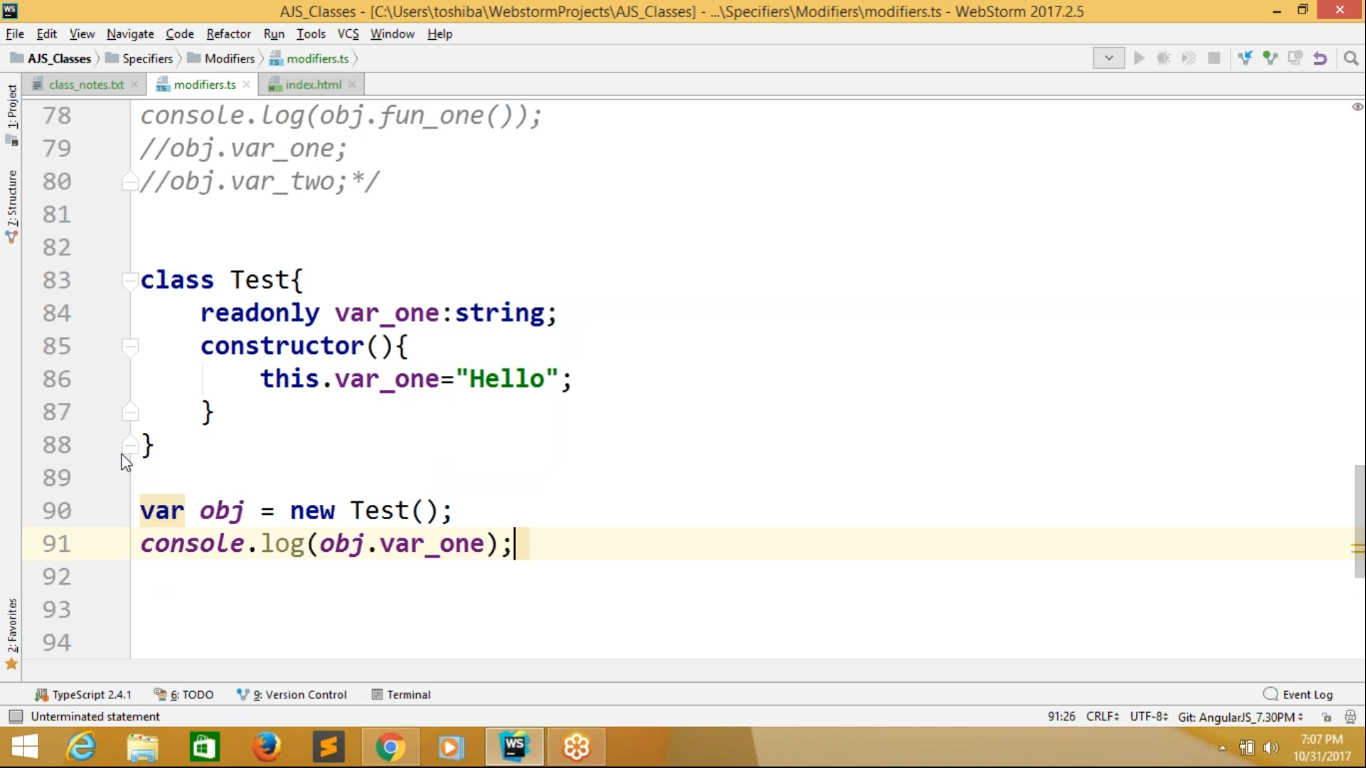 AJS_Classes - [C:\Users\toshiba\WebstormProjects\AJS_Classes] - ...\Specifiers\Modifiers\modifiers.ts - WebStorm 2017.2.5
File Edit View Navigate Code Refactor Run Tools VCS Window Help
AJS_Classes Specifiers Modifiers modifiers.ts
class_notes.txt modifiers.ts index.html
1: Project
7: Structure
2: Favorites
78 console.log(obj.fun_one());
79 //obj.var_one;
80 //obj.var_two;*/
81
82
83 class Test{
84 readonly var_one:string;
85 constructor(){
86 this.var_one="Hello";
87 }
88 }
89
90 var obj = new Test();
91 console.log(obj.var_one);
92
93
94
TypeScript 2.4.1 6: TODO 9: Version Control Terminal Event Log
Unterminated statement 91:26 CRLF UTF-8 Git: AngularJS_7.30PM
7:07 PM
10/31/2017